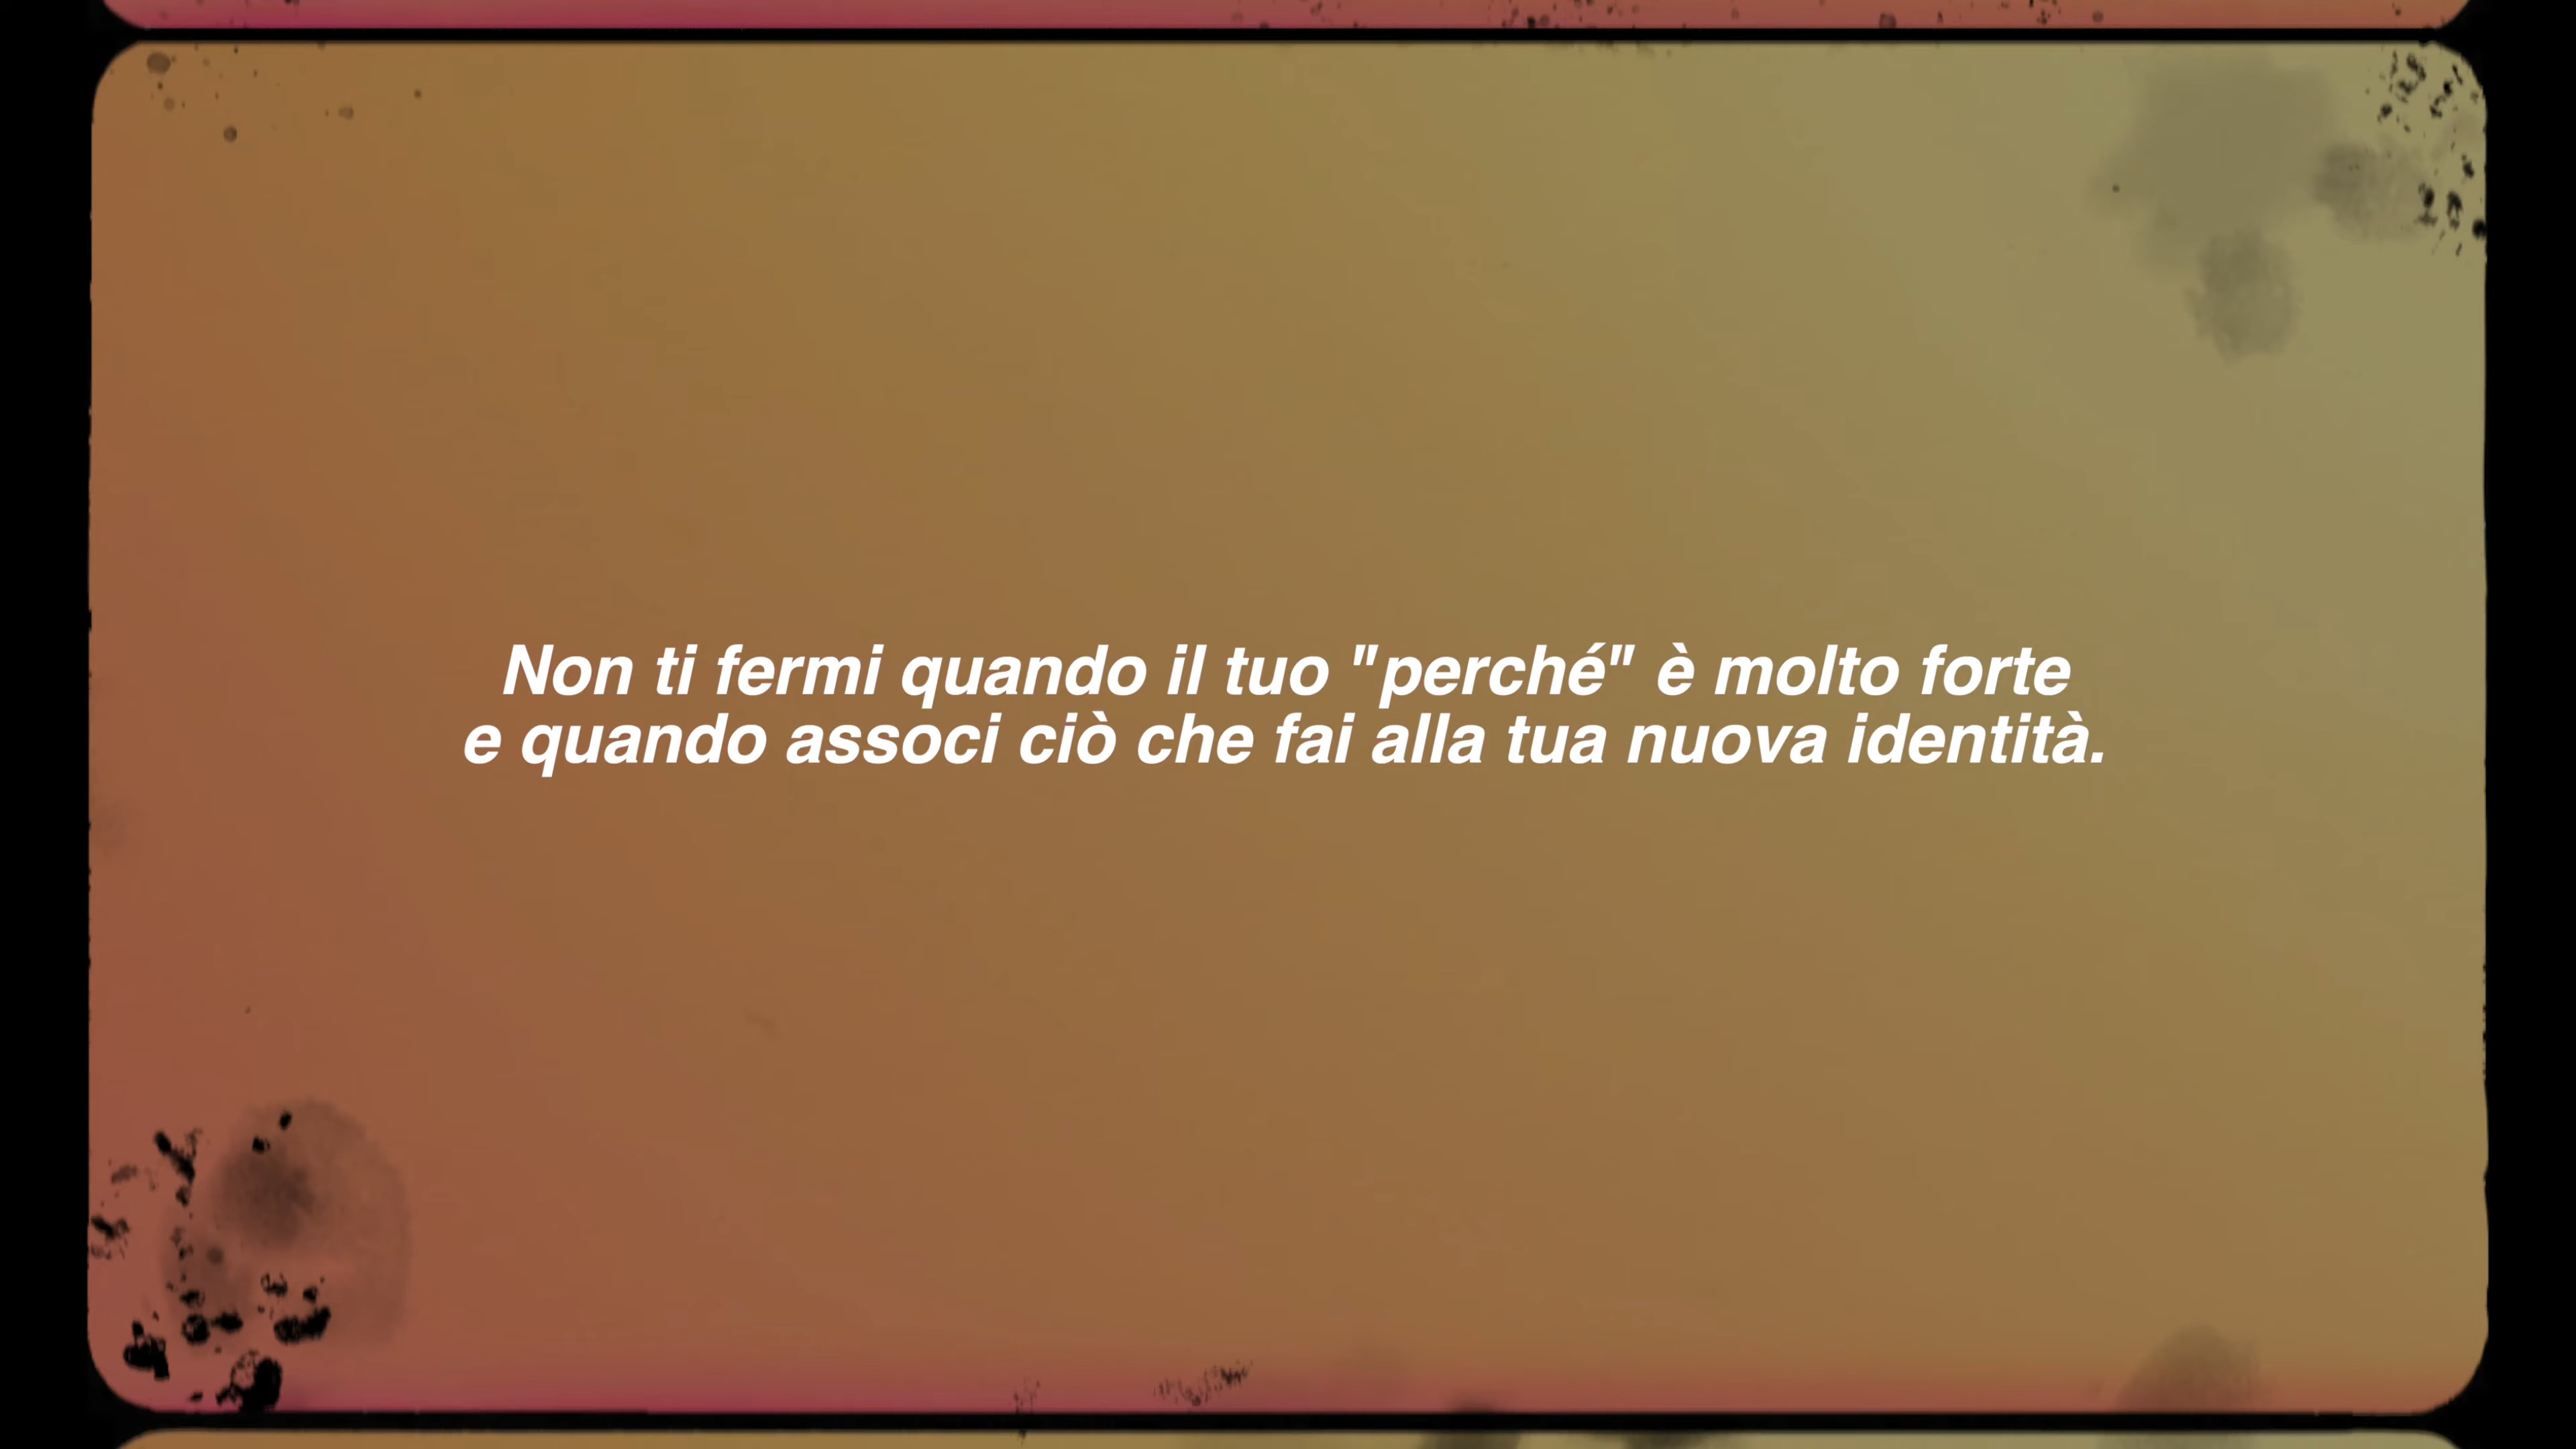 Non ti fermi quando il tuo "perché" è molto forte
e quando associ ciò che fai alla tua nuova identità.